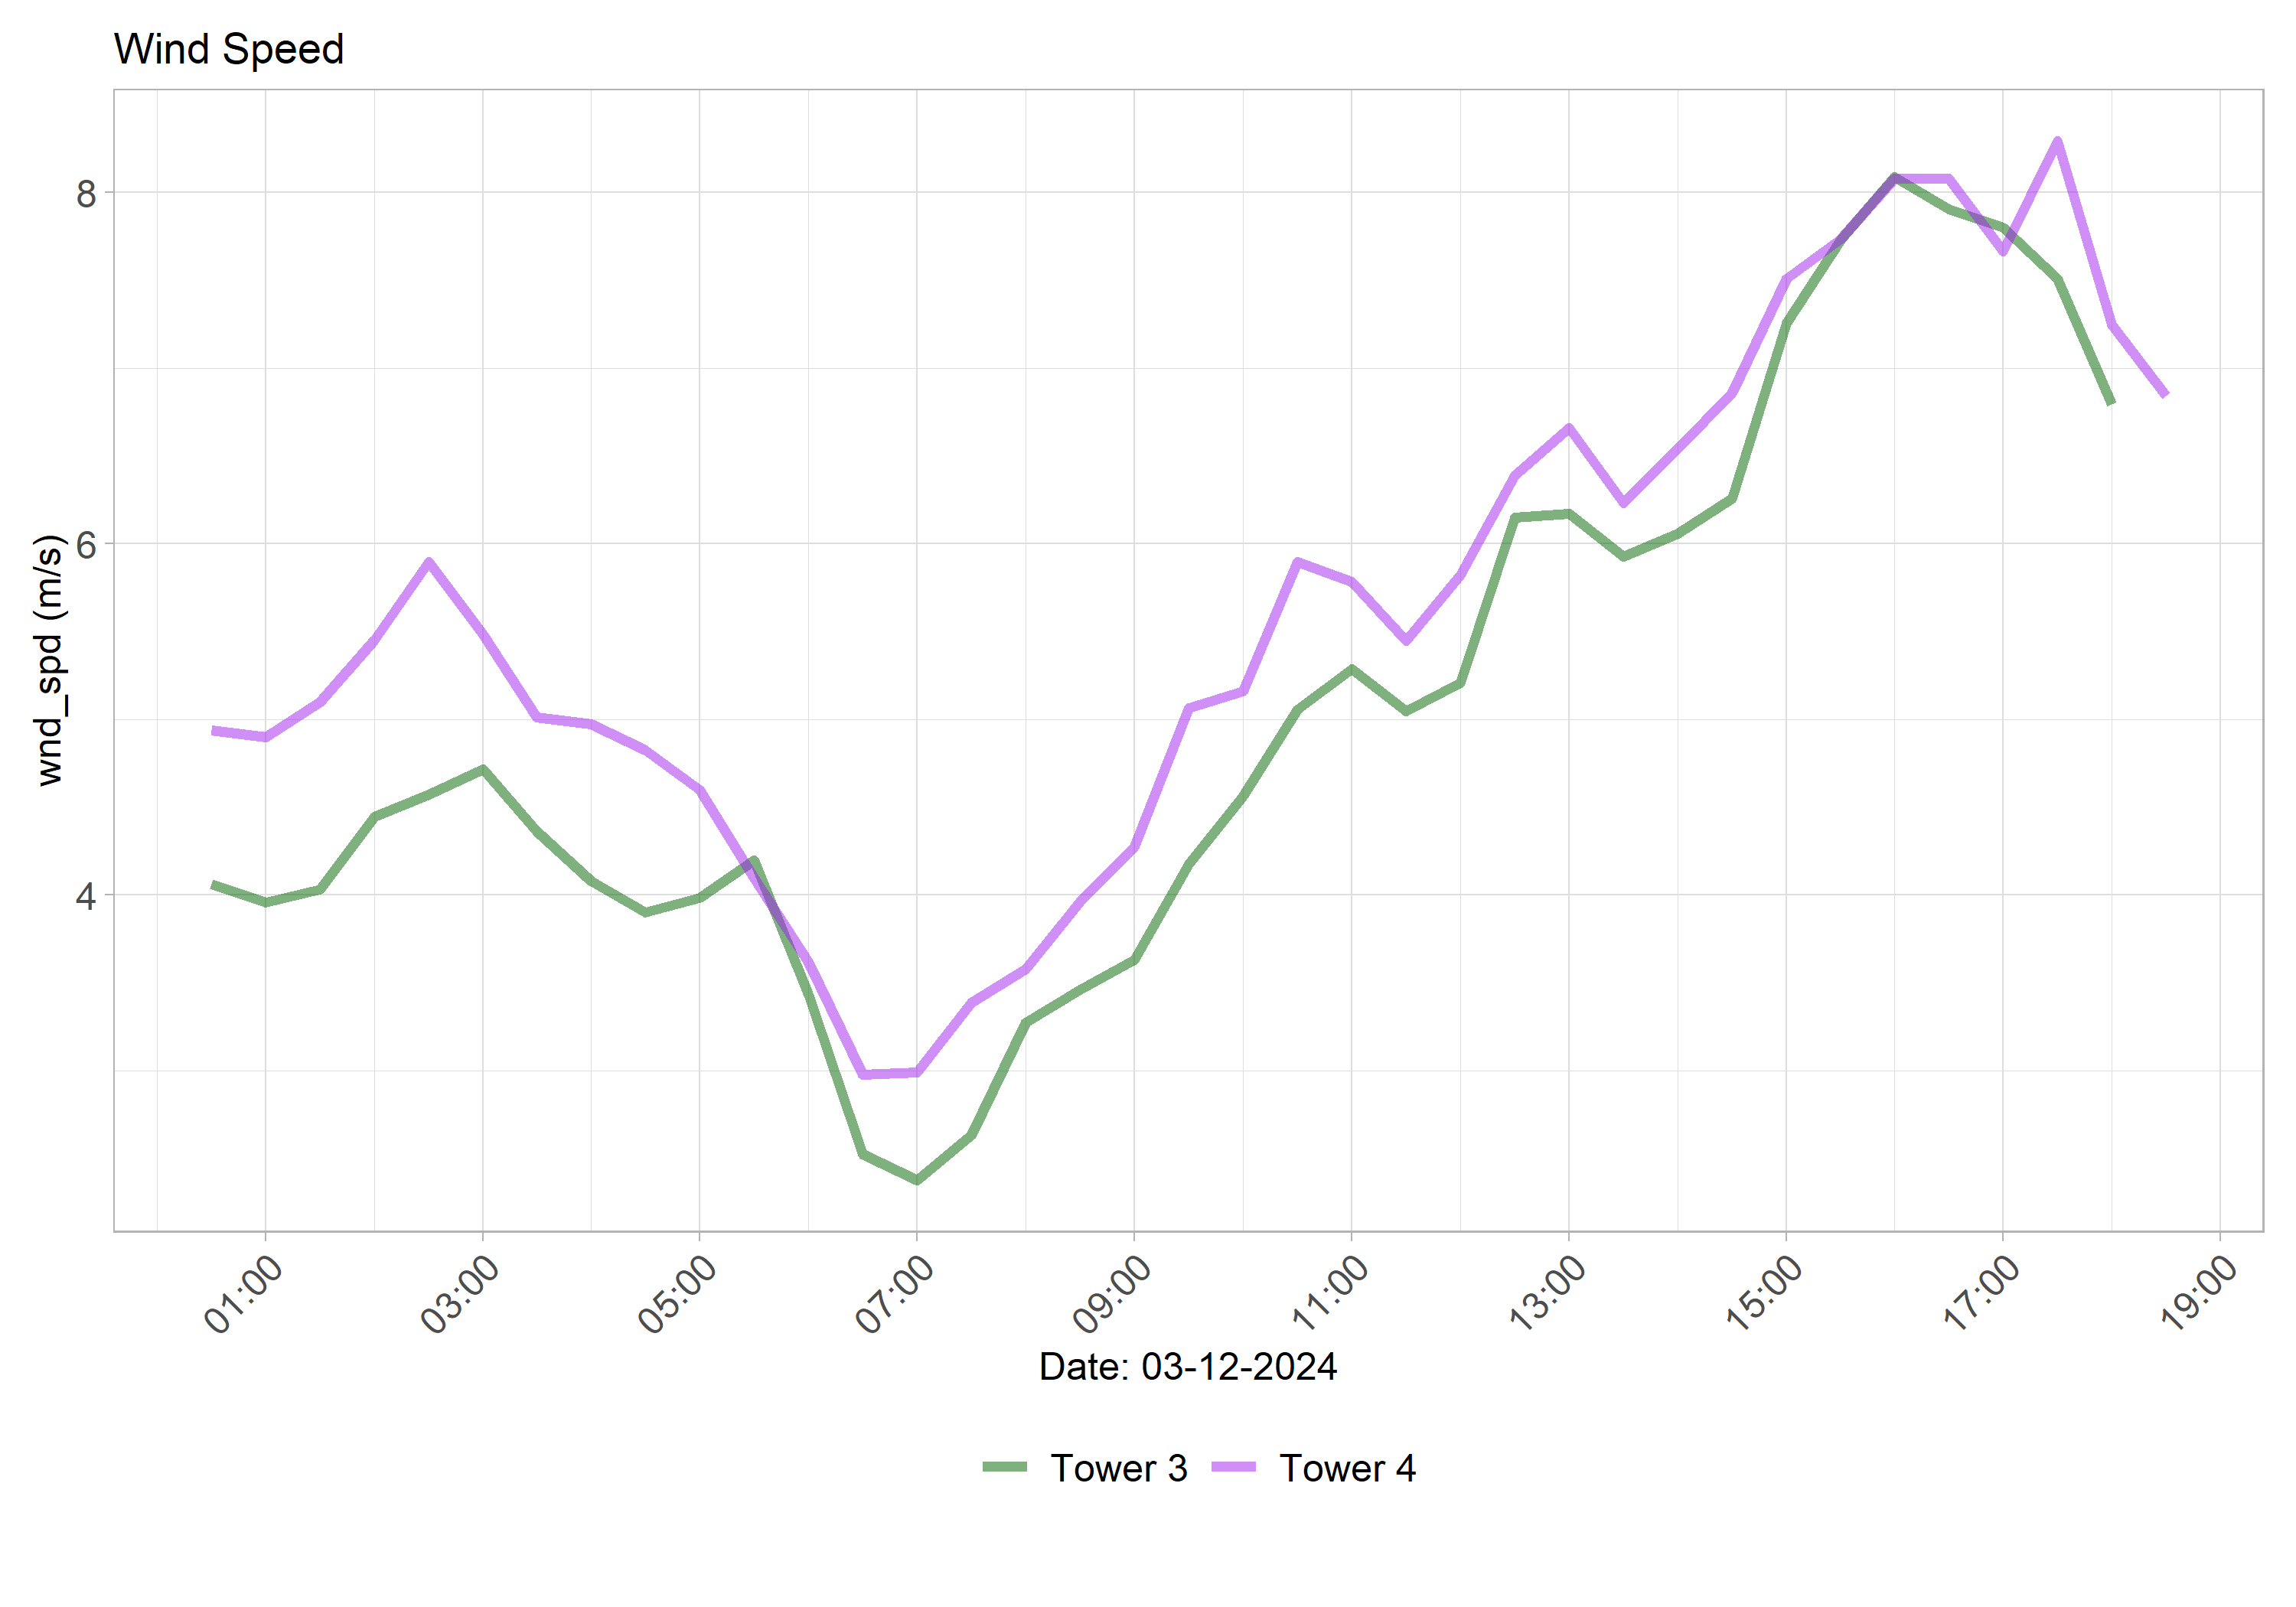 Wind Speed
wnd_spd (m/s)
8
6
4
01:00 03:00 05:00 07:00 09:00 11:00 13:00 15:00 17:00 19:00
Date: 03-12-2024
Tower 3 Tower 4